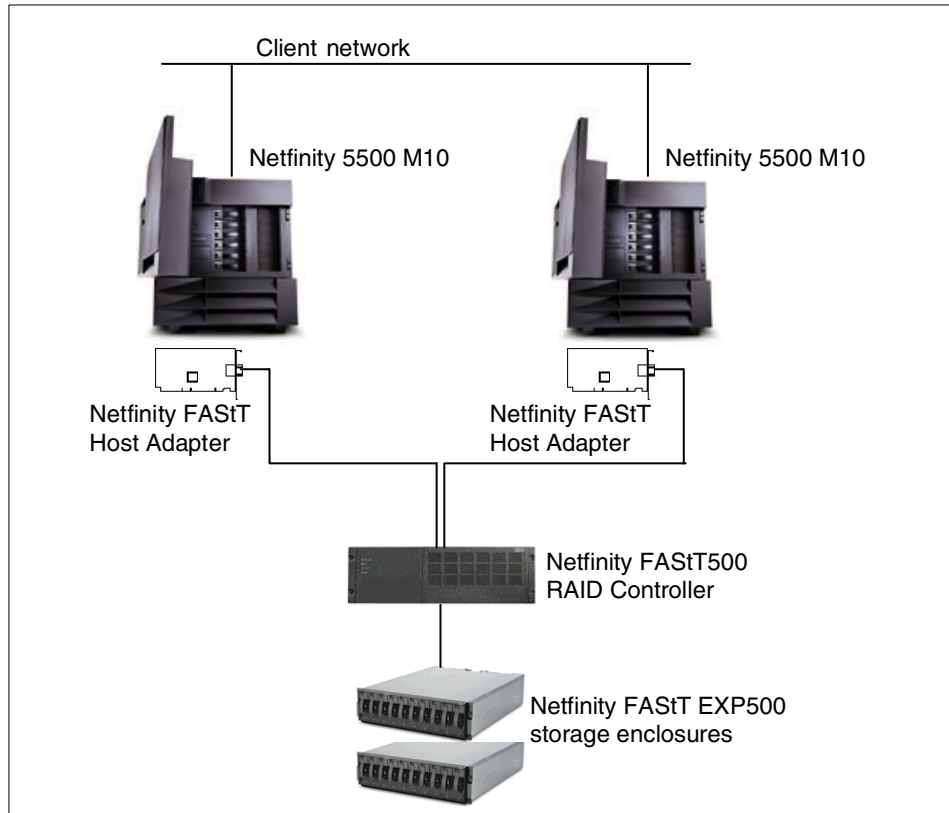 Client network
Netfinity 5500 M10
Netfinity 5500 M10
Netfinity FAStT
Host Adapter
Netfinity FAStT
Host Adapter
Netfinity FAStT500
RAID Controller
Netfinity FAStT EXP500
storage enclosures